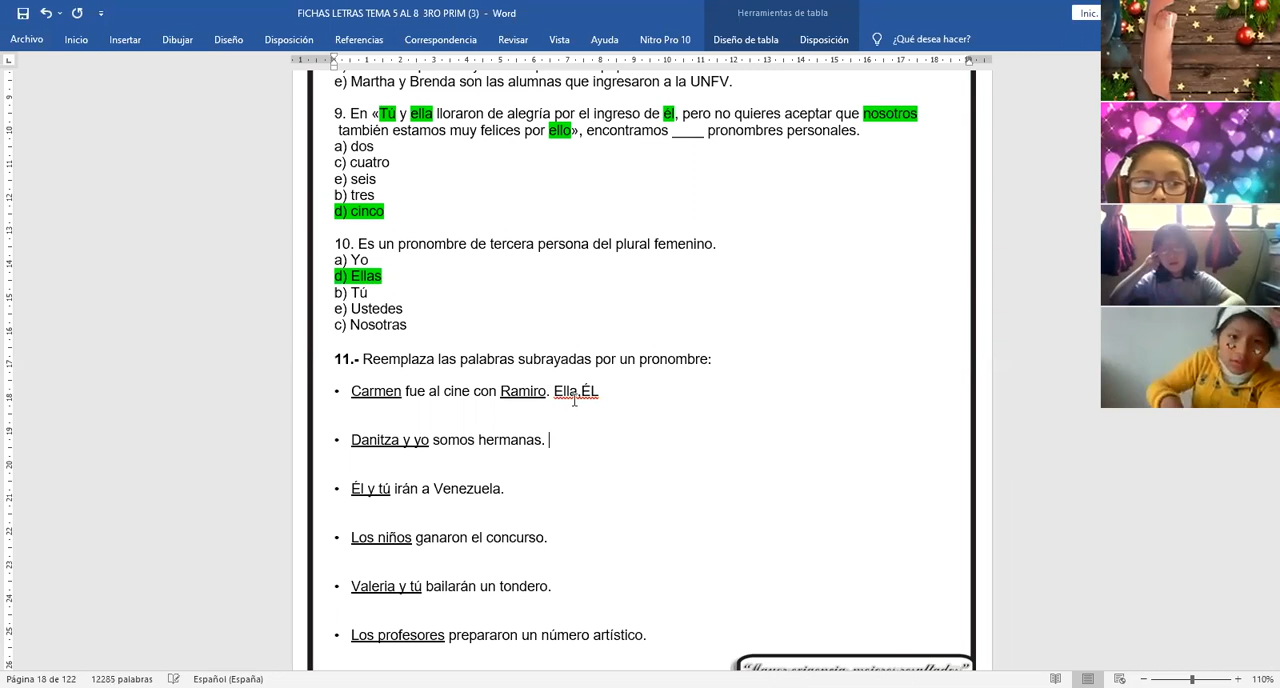 FICHAS LETRAS TEMA 5 AL 8 3RO PRIM (3) - Word
Herramientas de tabla
Inic.
Archivo Inicio Insertar Dibujar Diseño Disposición Referencias Correspondencia Revisar Vista Ayuda Nitro Pro 10 Diseño de tabla Disposición ¿Qué desea hacer?
e) Martha y Brenda son las alumnas que ingresaron a la UNFV.
9. En «Tú y ella lloraron de alegría por el ingreso de él, pero no quieres aceptar que nosotros
también estamos muy felices por ello», encontramos ____ pronombres personales.
a) dos
c) cuatro
e) seis
b) tres
d) cinco
10. Es un pronombre de tercera persona del plural femenino.
a) Yo
d) Ellas
b) Tú
e) Ustedes
c) Nosotras
11.- Reemplaza las palabras subrayadas por un pronombre:
• Carmen fue al cine con Ramiro. Ella,ÉL
• Danitza y yo somos hermanas.
• Él y tú irán a Venezuela.
• Los niños ganaron el concurso.
• Valeria y tú bailarán un tondero.
• Los profesores prepararon un número artístico.
"Mayor exigencia, mejores resultados"
Página 18 de 122 12285 palabras Español (España) 110%